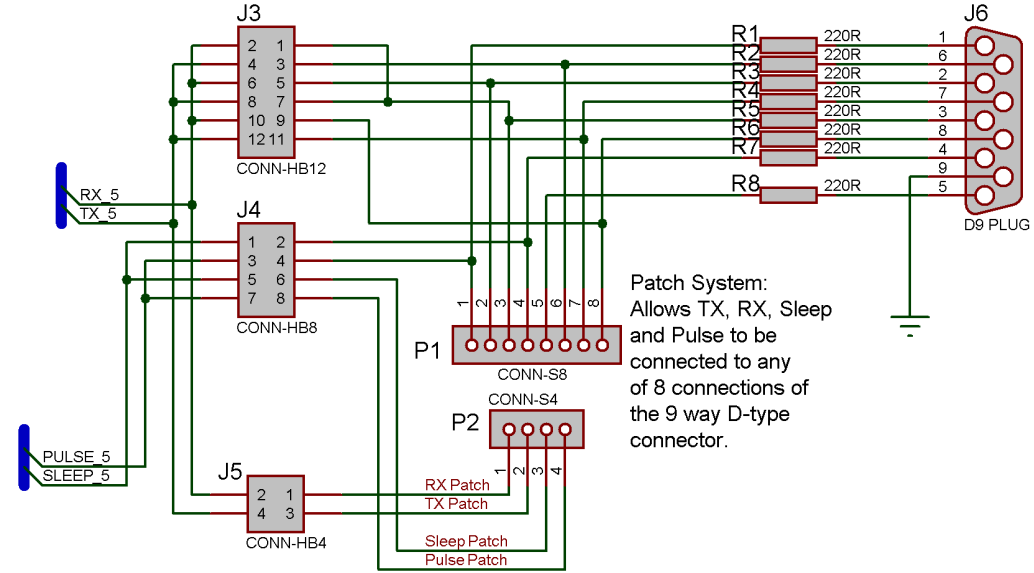 J3
2 1
4 3
6 5
8 7
10 9
12 11
CONN-HB12
RX_5
TX_5
J4
1 2
3 4
5 6
7 8
CONN-HB8
PULSE_5
SLEEP_5
J5
2 1
4 3
CONN-HB4
RX Patch
TX Patch
Sleep Patch
Pulse Patch
R1 220R
R2 220R
R3 220R
R4 220R
R5 220R
R6 220R
R7 220R
R8 220R
J6
1
6
2
7
3
8
4
9
5
D9 PLUG
1 2 3 4 5 6 7 8
P1
CONN-S8
CONN-S4
P2
1 2 3 4
Patch System:
Allows TX, RX, Sleep
and Pulse to be
connected to any
of 8 connections of
the 9 way D-type
connector.